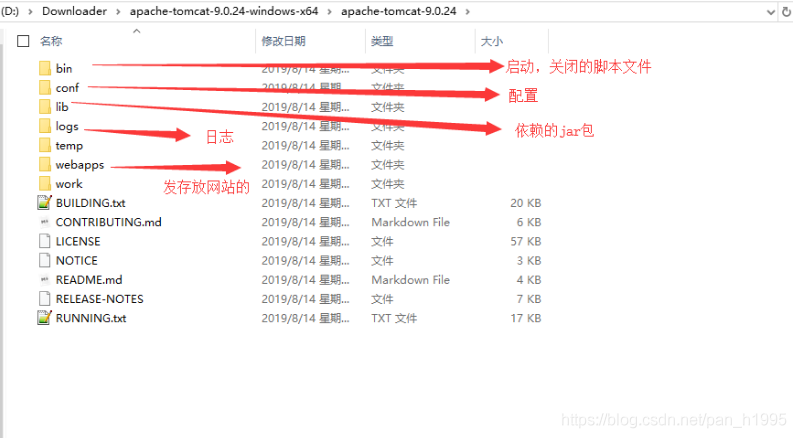 (D:) › Downloader › apache-tomcat-9.0.24-windows-x64 › apache-tomcat-9.0.24 ›
名称 修改日期 类型 大小
bin 2019/8/14 星期... 文件夹 启动，关闭的脚本文件
conf 2019/8/14 星期... 文件夹 配置
lib 2019/8/14 星期... 文件夹 依赖的jar包
logs 2019/8/14 星期... 文件夹 日志
temp 2019/8/14 星期... 文件夹
webapps 2019/8/14 星期... 文件夹 发存放网站的
work 2019/8/14 星期... 文件夹
BUILDING.txt 2019/8/14 星期... TXT 文件 20 KB
CONTRIBUTING.md 2019/8/14 星期... Markdown File 6 KB
LICENSE 2019/8/14 星期... 文件 57 KB
NOTICE 2019/8/14 星期... 文件 3 KB
README.md 2019/8/14 星期... Markdown File 4 KB
RELEASE-NOTES 2019/8/14 星期... 文件 7 KB
RUNNING.txt 2019/8/14 星期... TXT 文件 17 KB
https://blog.csdn.net/pan_h1995